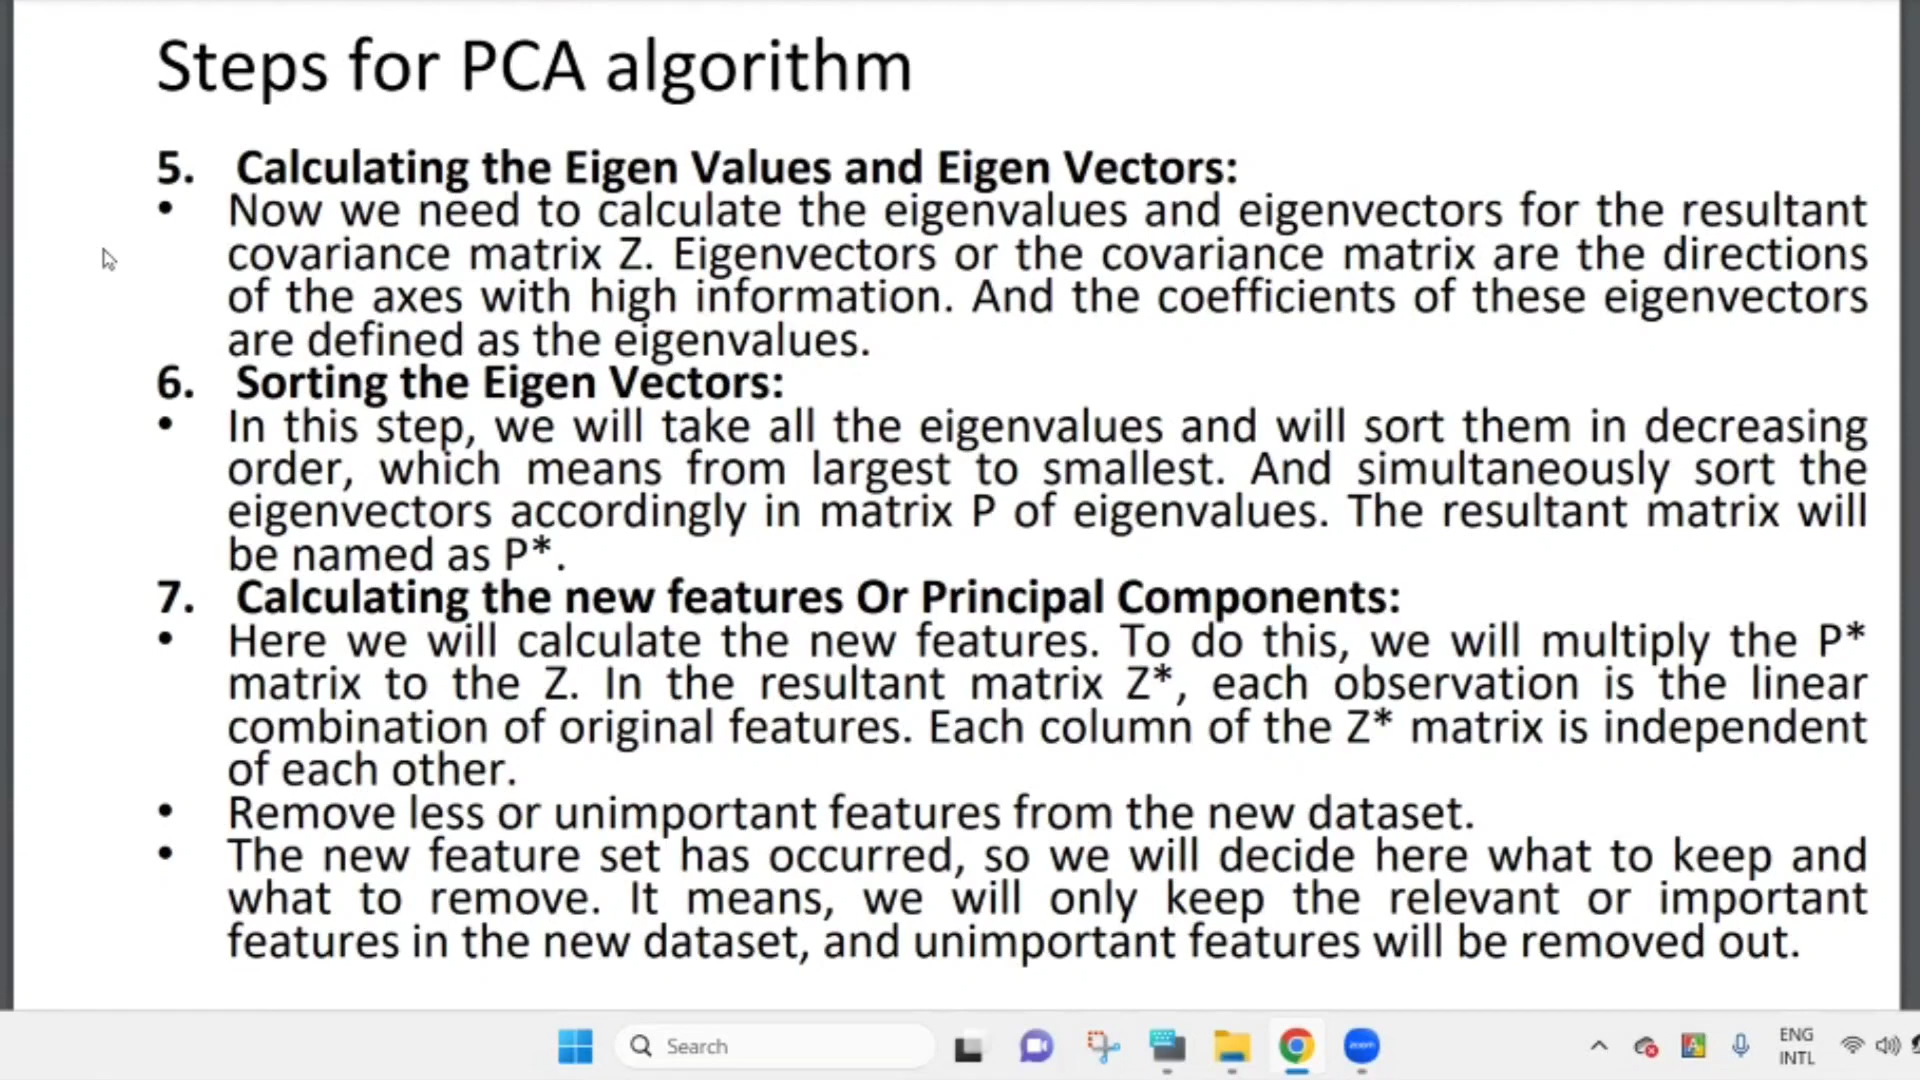 Steps for PCA algorithm
5. Calculating the Eigen Values and Eigen Vectors:
• Now we need to calculate the eigenvalues and eigenvectors for the resultant
covariance matrix Z. Eigenvectors or the covariance matrix are the directions
of the axes with high information. And the coefficients of these eigenvectors
are defined as the eigenvalues.
6. Sorting the Eigen Vectors:
• In this step, we will take all the eigenvalues and will sort them in decreasing
order, which means from largest to smallest. And simultaneously sort the
eigenvectors accordingly in matrix P of eigenvalues. The resultant matrix will
be named as P*.
7. Calculating the new features Or Principal Components:
• Here we will calculate the new features. To do this, we will multiply the P*
matrix to the Z. In the resultant matrix Z*, each observation is the linear
combination of original features. Each column of the Z* matrix is independent
of each other.
• Remove less or unimportant features from the new dataset.
• The new feature set has occurred, so we will decide here what to keep and
what to remove. It means, we will only keep the relevant or important
features in the new dataset, and unimportant features will be removed out.
Search
zoom
ENG
INTL